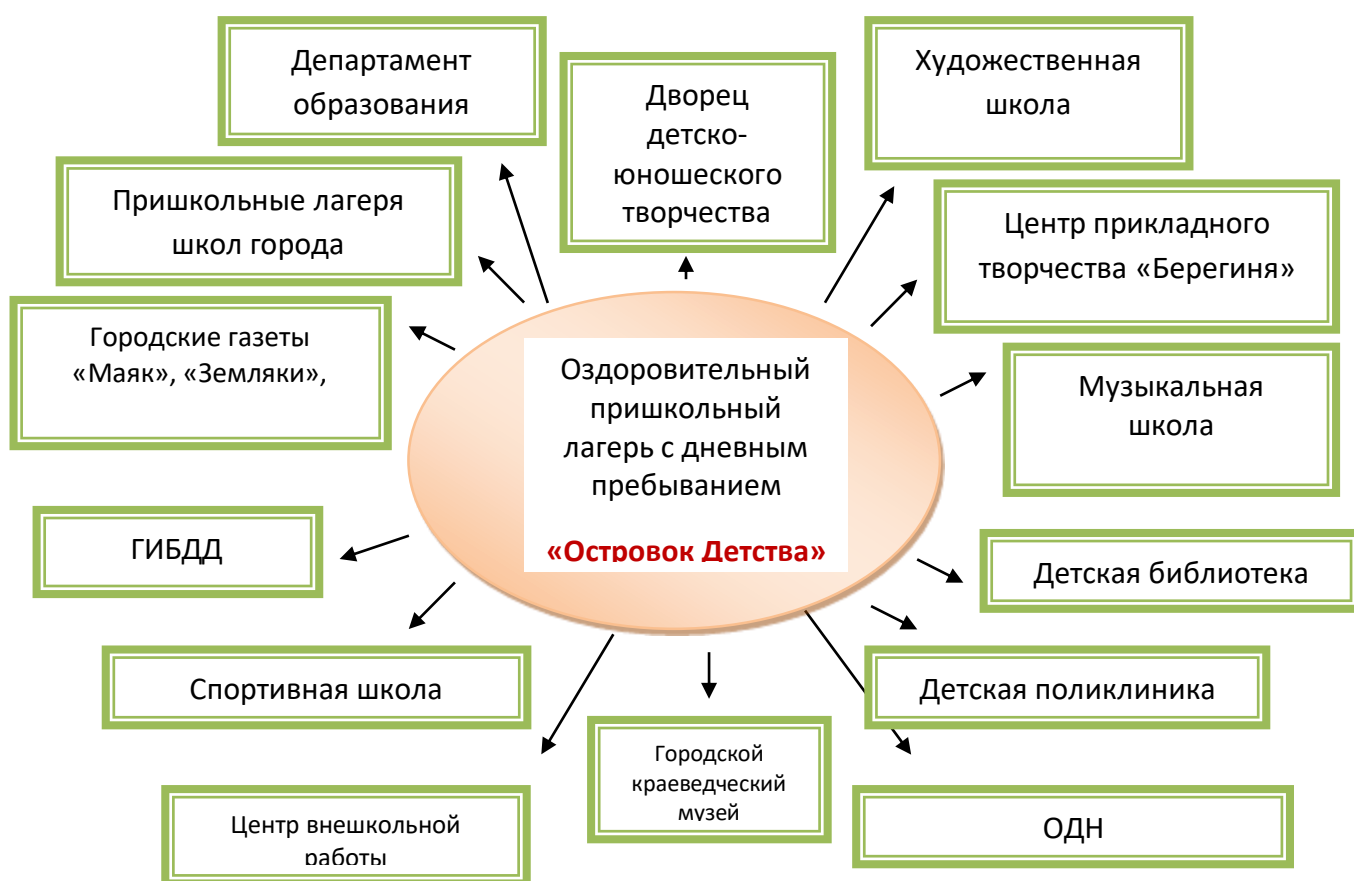 Департамент
образования
Дворец
детско-
юношеского
творчества
Художественная
школа
Пришкольные лагеря
школ города
Центр прикладного
творчества «Берегиня»
Городские газеты
«Маяк», «Земляки»,
Оздоровительный
пришкольный
лагерь с дневным
пребыванием
«Островок Детства»
Музыкальная
школа
ГИБДД
Детская библиотека
Спортивная школа
Детская поликлиника
Городской
краеведческий
музей
Центр внешкольной
работы
ОДН